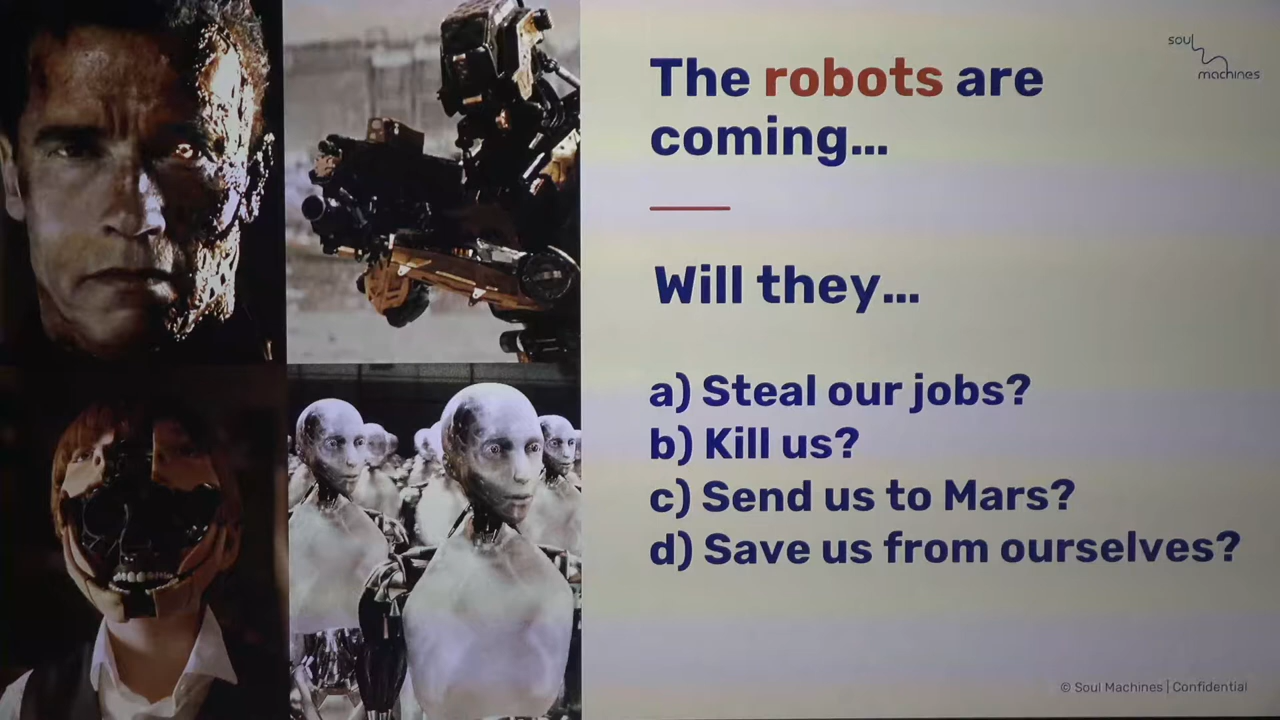 soul
machines
The robots are
coming...
Will they...
a) Steal our jobs?
b) Kill us?
c) Send us to Mars?
d) Save us from ourselves?
© Soul Machines | Confidential